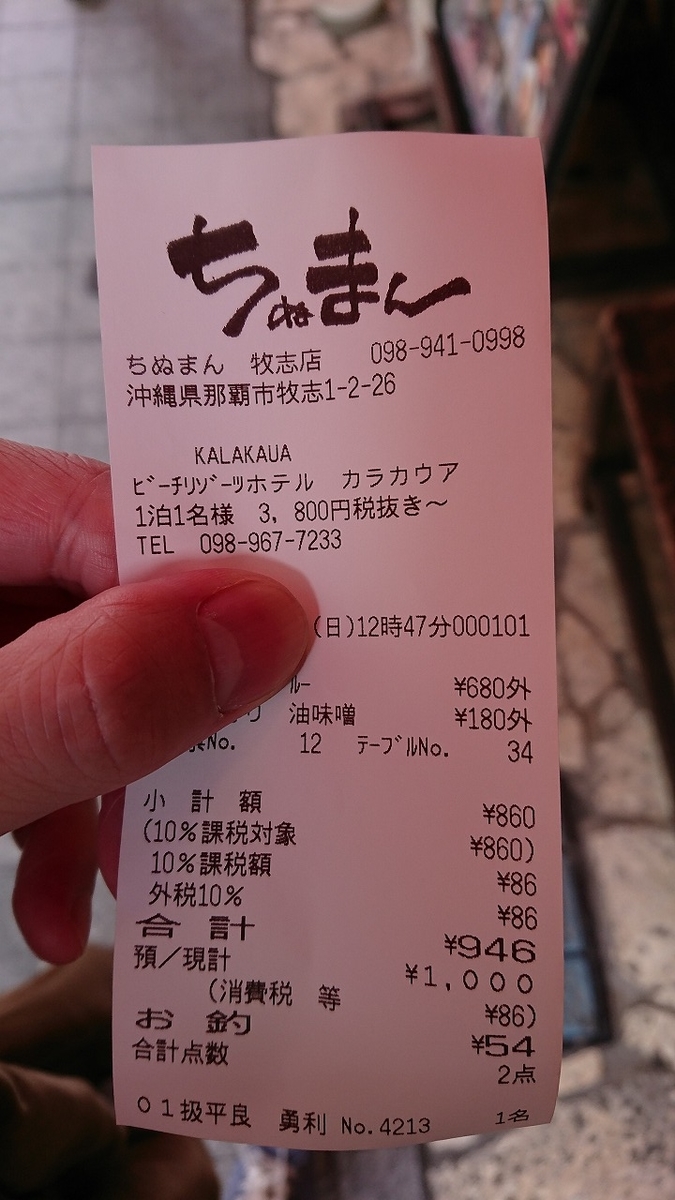 ちぬまん
ちぬまん 牧志店 098-941-0998
沖縄県那覇市牧志1-2-26
KALAKAUA
ﾋﾞｰﾁﾘｿﾞｰﾂホテル カラカウア
1泊1名様 3, 800円税抜き～
TEL 098-967-7233
(日)12時47分000101
ﾙｰ ¥680外
油味噌 ¥180外
No. 12 ﾃｰﾌﾞﾙNo. 34
小 計 額 ¥860
(10%課税対象 ¥860)
10%課税額 ¥86
外税10% ¥86
合 計 ¥946
預／現計 ¥1,000
(消費税 等 ¥86)
お 釣 ¥54
合計点数 2点
０１扱平良 勇利 No.4213 1名